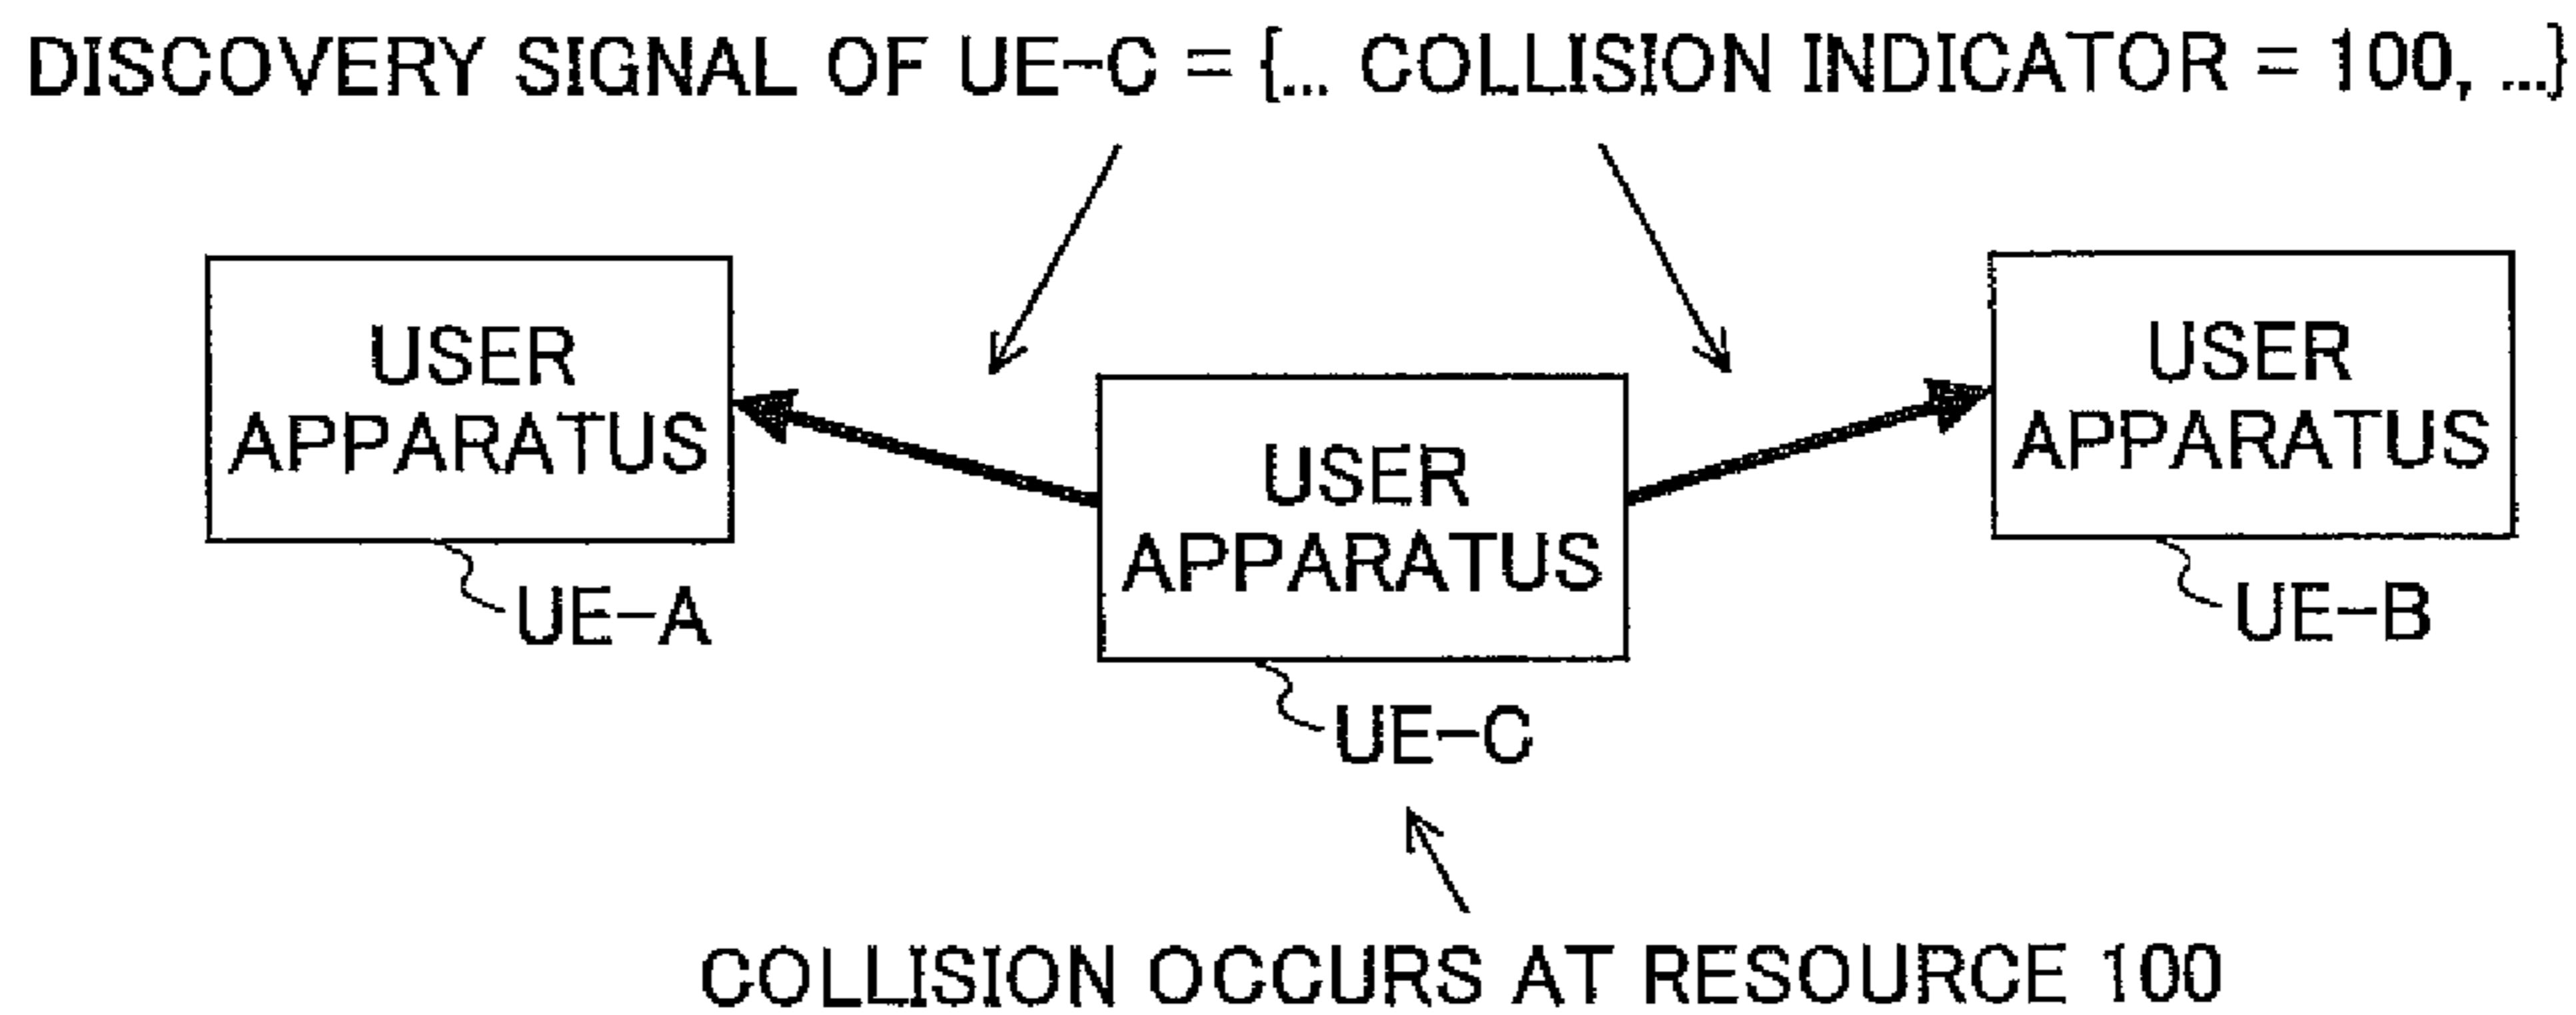 DISCOVERY SIGNAL OF UE-C = {... COLLISION INDICATOR = 100, ...}
USER
APPARATUS
UE-A
USER
APPARATUS
UE-C
USER
APPARATUS
UE-B
COLLISION OCCURS AT RESOURCE 100